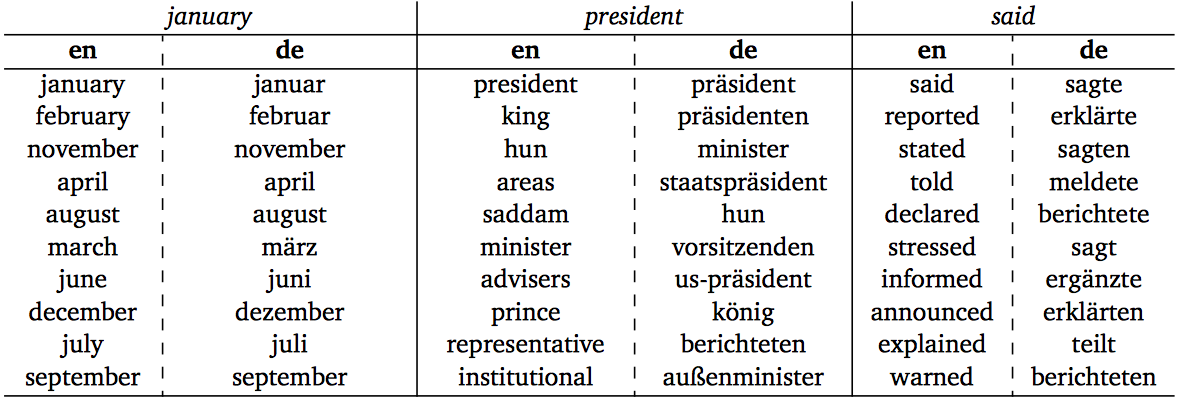 january president said
en de en de en de
january januar president präsident said sagte
february februar king präsidenten reported erklärte
november november hun minister stated sagten
april april areas staatspräsident told meldete
august august saddam hun declared berichtete
march märz minister vorsitzenden stressed sagt
june juni advisers us-präsident informed ergänzte
december dezember prince könig announced erklärten
july juli representative berichteten explained teilt
september september institutional außenminister warned berichteten